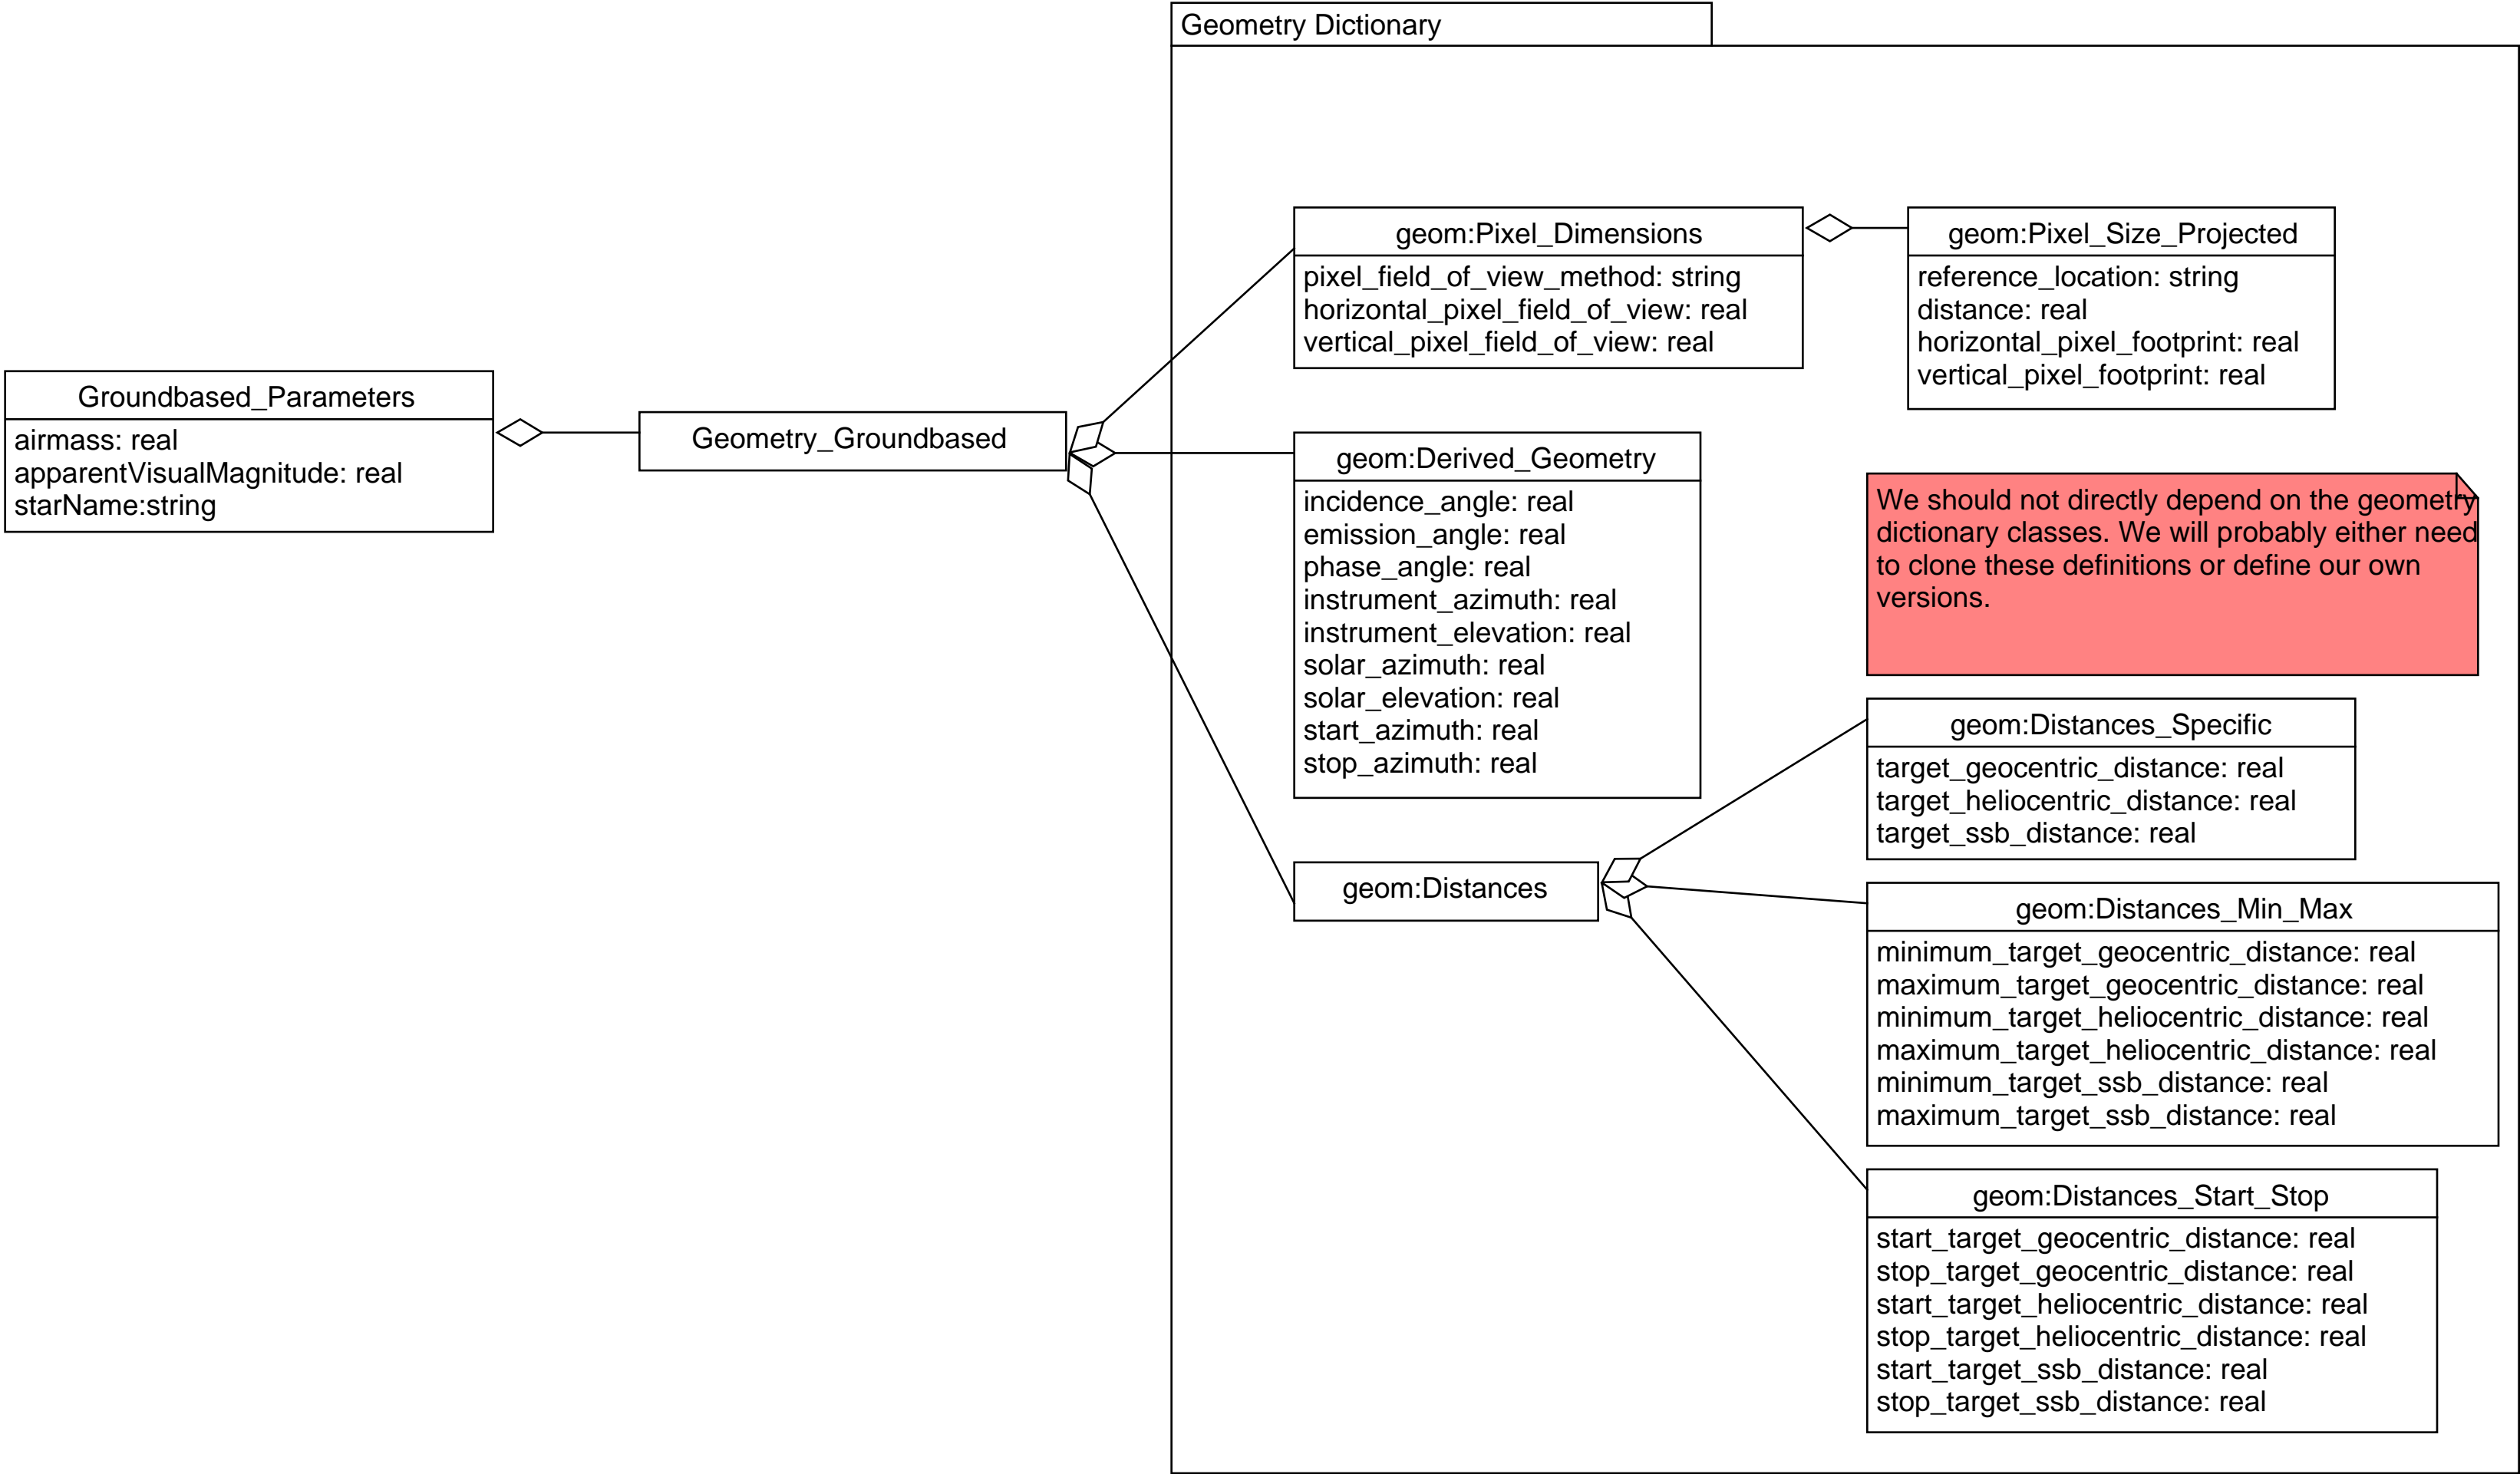 Geometry Dictionary
geom:Pixel_Dimensions
pixel_field_of_view_method: string
horizontal_pixel_field_of_view: real
vertical_pixel_field_of_view: real
geom:Pixel_Size_Projected
reference_location: string
distance: real
horizontal_pixel_footprint: real
vertical_pixel_footprint: real
Groundbased_Parameters
airmass: real
apparentVisualMagnitude: real
starName:string
Geometry_Groundbased
geom:Derived_Geometry
incidence_angle: real
emission_angle: real
phase_angle: real
instrument_azimuth: real
instrument_elevation: real
solar_azimuth: real
solar_elevation: real
start_azimuth: real
stop_azimuth: real
We should not directly depend on the geometry
dictionary classes. We will probably either need
to clone these definitions or define our own
versions.
geom:Distances_Specific
target_geocentric_distance: real
target_heliocentric_distance: real
target_ssb_distance: real
geom:Distances
geom:Distances_Min_Max
minimum_target_geocentric_distance: real
maximum_target_geocentric_distance: real
minimum_target_heliocentric_distance: real
maximum_target_heliocentric_distance: real
minimum_target_ssb_distance: real
maximum_target_ssb_distance: real
geom:Distances_Start_Stop
start_target_geocentric_distance: real
stop_target_geocentric_distance: real
start_target_heliocentric_distance: real
stop_target_heliocentric_distance: real
start_target_ssb_distance: real
stop_target_ssb_distance: real